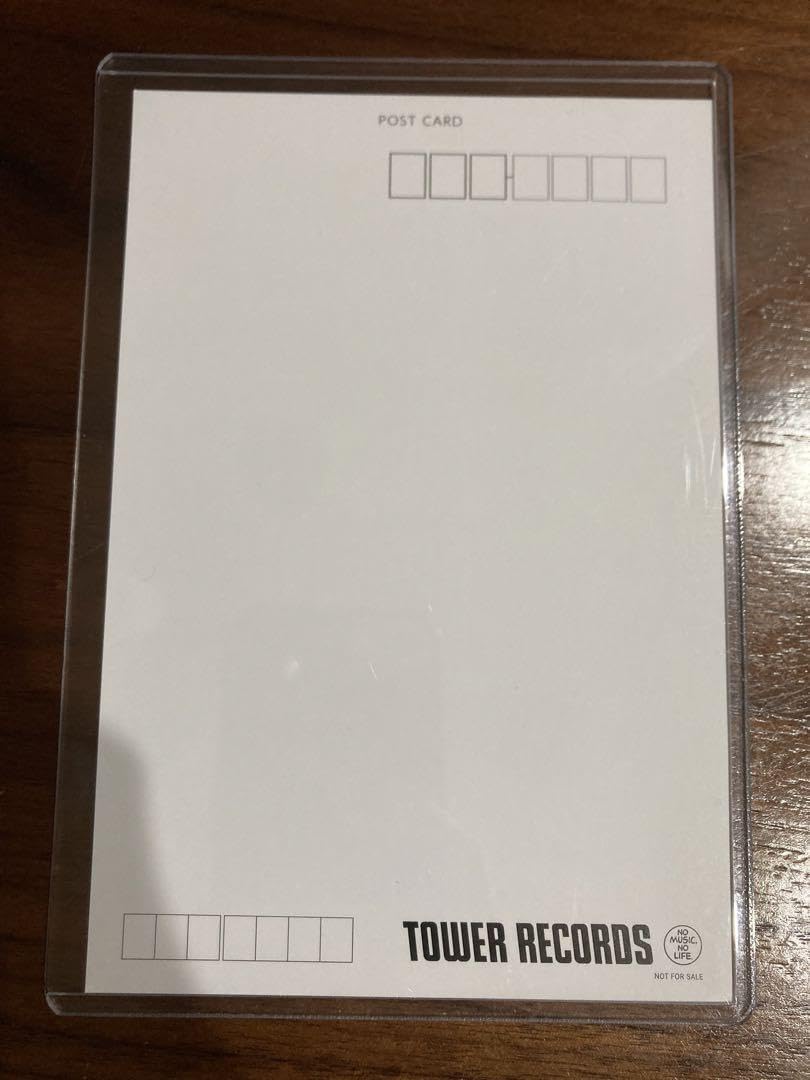 POST CARD
TOWER RECORDS
NO
MUSIC,
NO
LIFE.
NOT FOR SALE